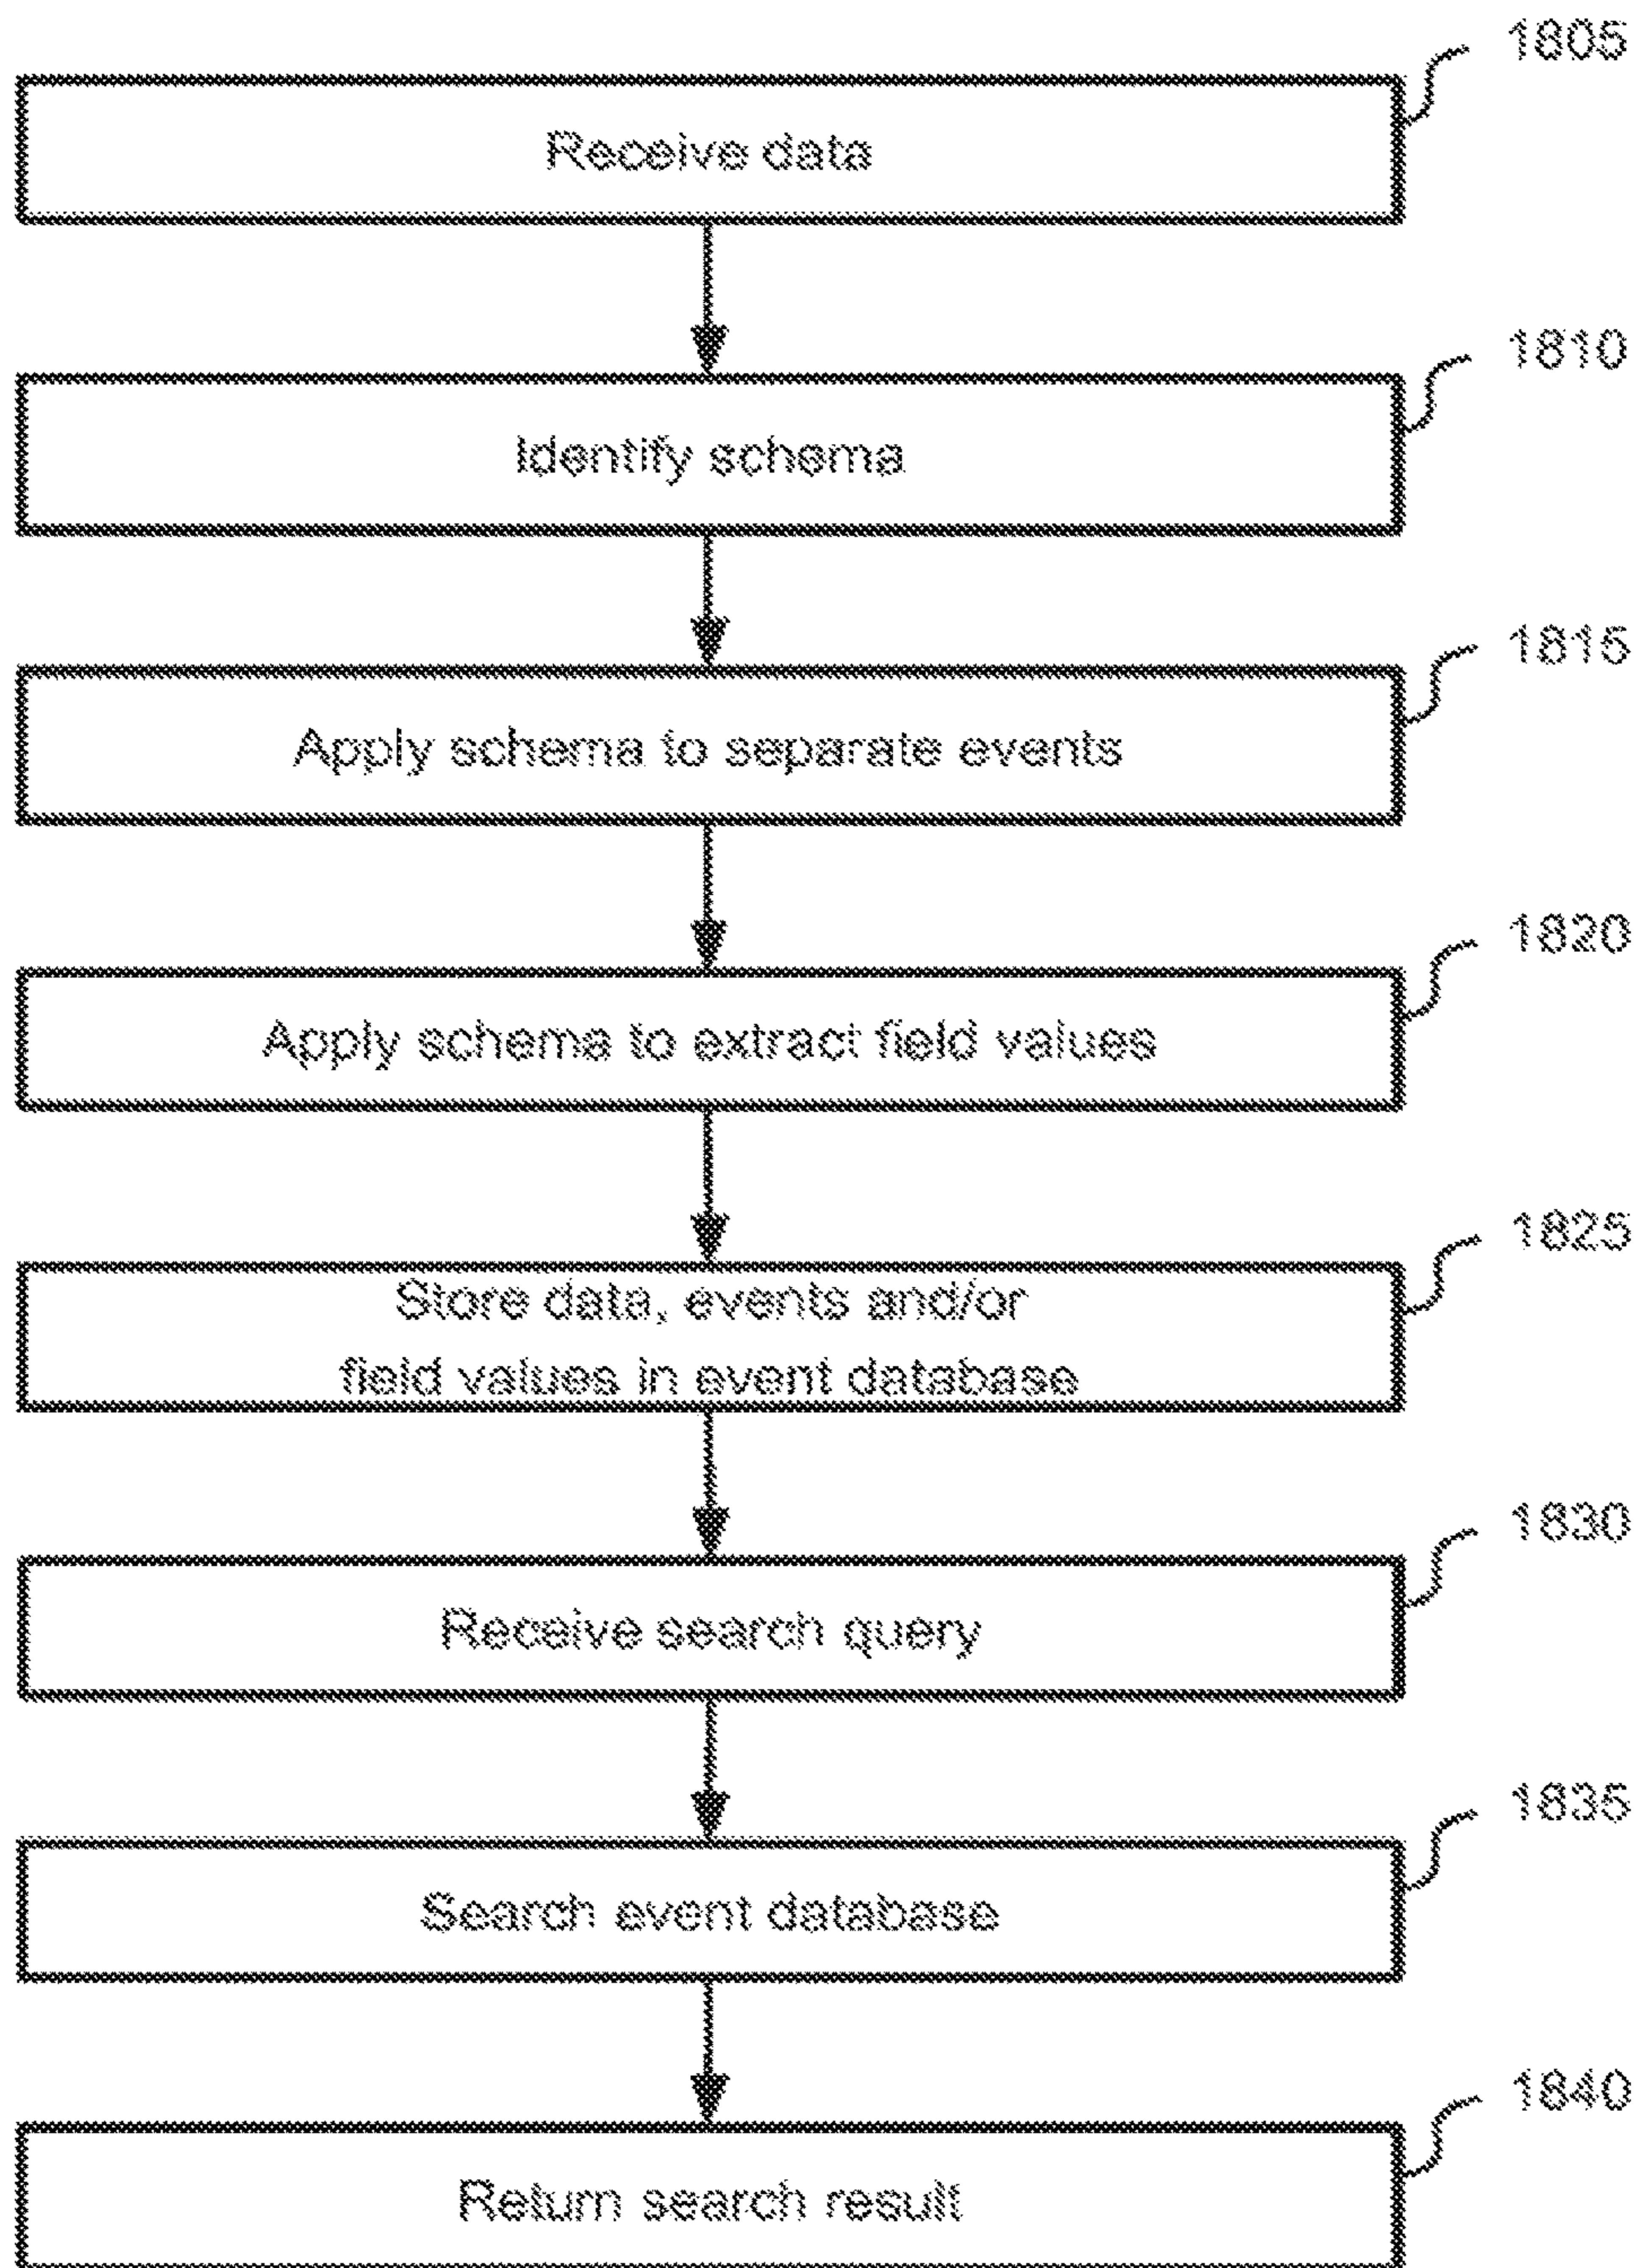 1805
Receive data
1810
Identify schema
1815
Apply schema to separate events
1820
Apply schema to extract field values
1825
Store data, events and/or
field values in event database
1830
Receive search query
1835
Search event database
1840
Return search result